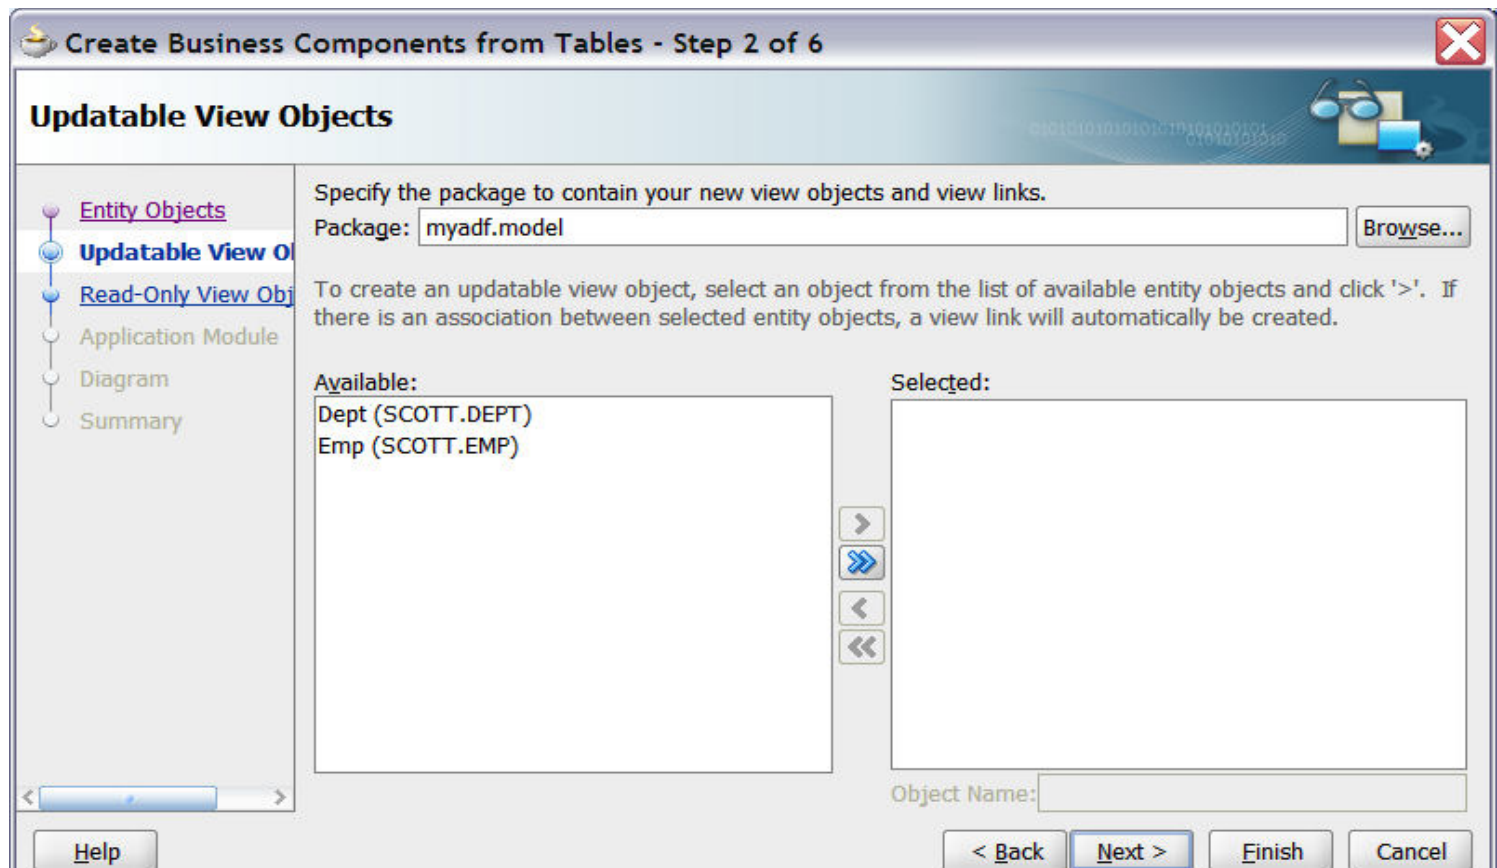 Create Business Components from Tables - Step 2 of 6
Updatable View Objects
Entity Objects
Updatable View Ol
Read-Only View Obj
Application Module
Diagram
Summary
Specify the package to contain your new view objects and view links.
Package: myadf.model Browse...
To create an updatable view object, select an object from the list of available entity objects and click '>'. If
there is an association between selected entity objects, a view link will automatically be created.
Available:
Dept (SCOTT.DEPT)
Emp (SCOTT.EMP)
Selected:
Object Name:
Help < Back Next > Finish Cancel